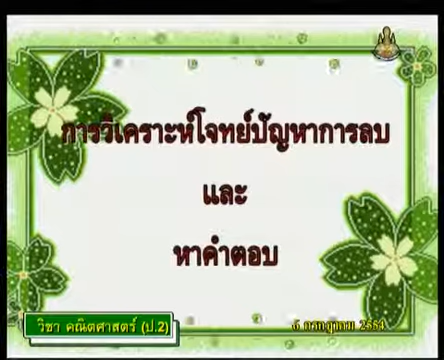 การวิเคราะห์โจทย์ปัญหาการลบ
และ
หาคำตอบ
วิชา คณิตศาสตร์ (ป.2)
กรกฎาคม